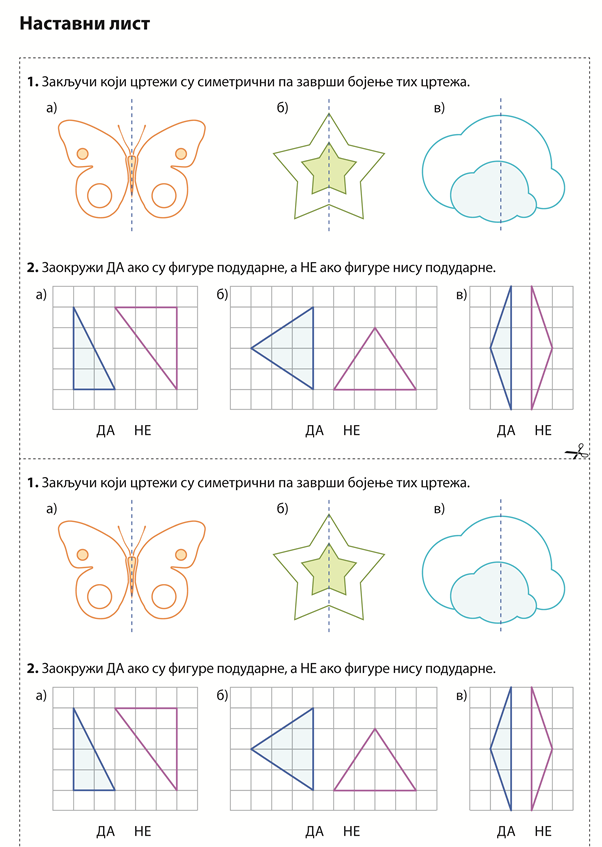 Наставни лист
1. Закључи који цртежи су симетрични па заврши бојење тих цртежа.
а) б) в)
2. Заокружи ДА ако су фигуре подударне, а НЕ ако фигуре нису подударне.
а) б) в)
ДА НЕ ДА НЕ ДА НЕ
1. Закључи који цртежи су симетрични па заврши бојење тих цртежа.
а) б) в)
2. Заокружи ДА ако су фигуре подударне, а НЕ ако фигуре нису подударне.
а) б) в)
ДА НЕ ДА НЕ ДА НЕ